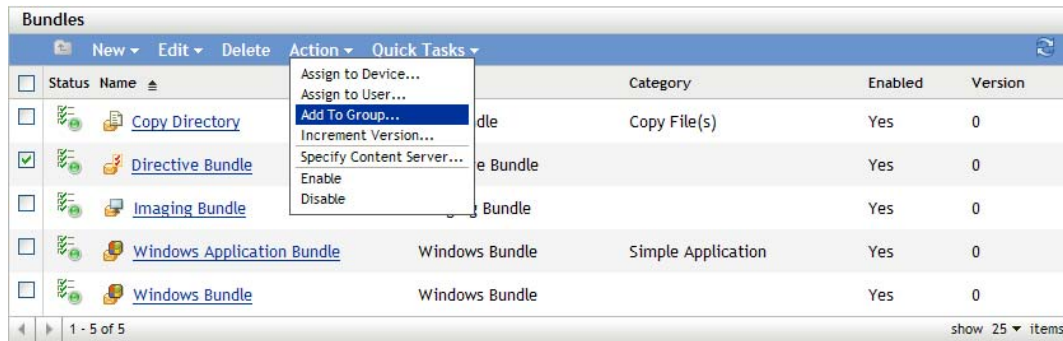 Bundles
New Edit Delete Action Quick Tasks
Status Name Category Enabled Version
Assign to Device...
Assign to User...
Add To Group...
Increment Version...
Specify Content Server...
Enable
Disable
Copy Directory dle Copy File(s) Yes 0
Directive Bundle e Bundle Yes 0
Imaging Bundle Bundle Yes 0
Windows Application Bundle Windows Bundle Simple Application Yes 0
Windows Bundle Windows Bundle Yes 0
1 - 5 of 5 show 25 items